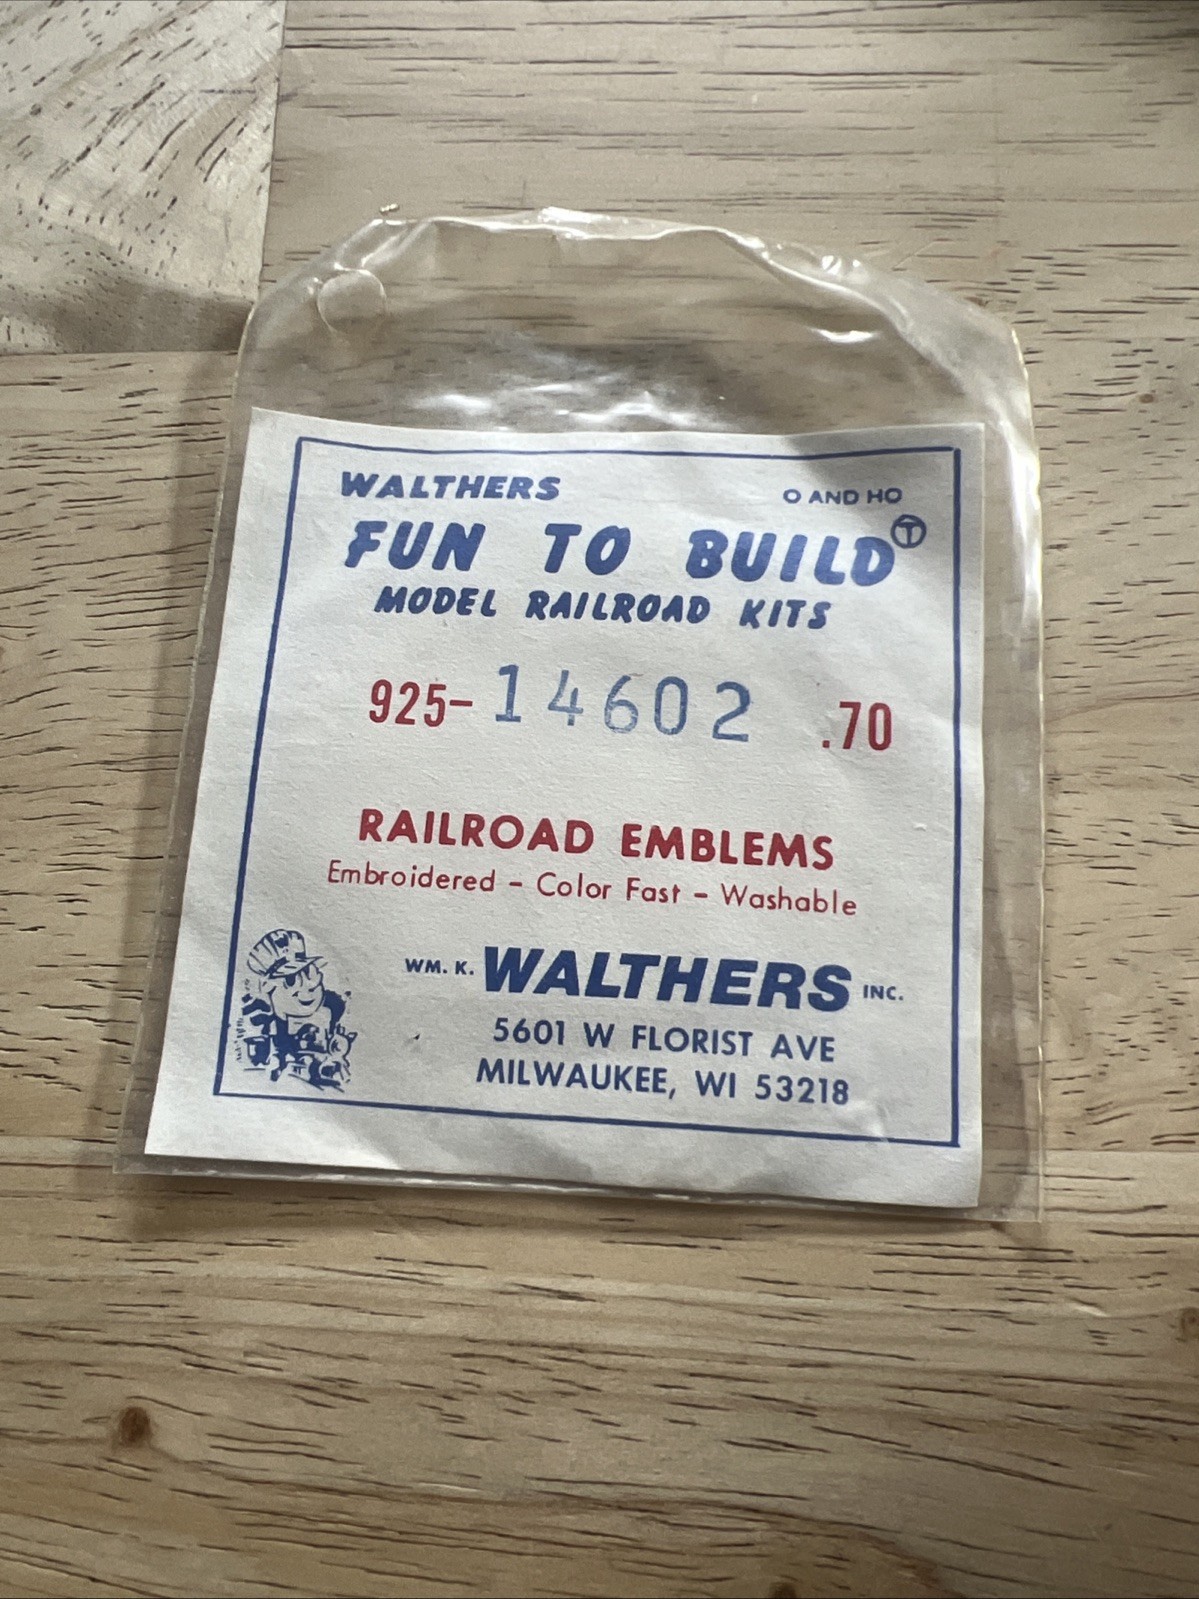 WALTHERS O AND HO
FUN TO BUILD Ⓣ
MODEL RAILROAD KITS
925-14602 .70
RAILROAD EMBLEMS
Embroidered - Color Fast - Washable
WM. K. WALTHERS INC.
5601 W FLORIST AVE
MILWAUKEE, WI 53218